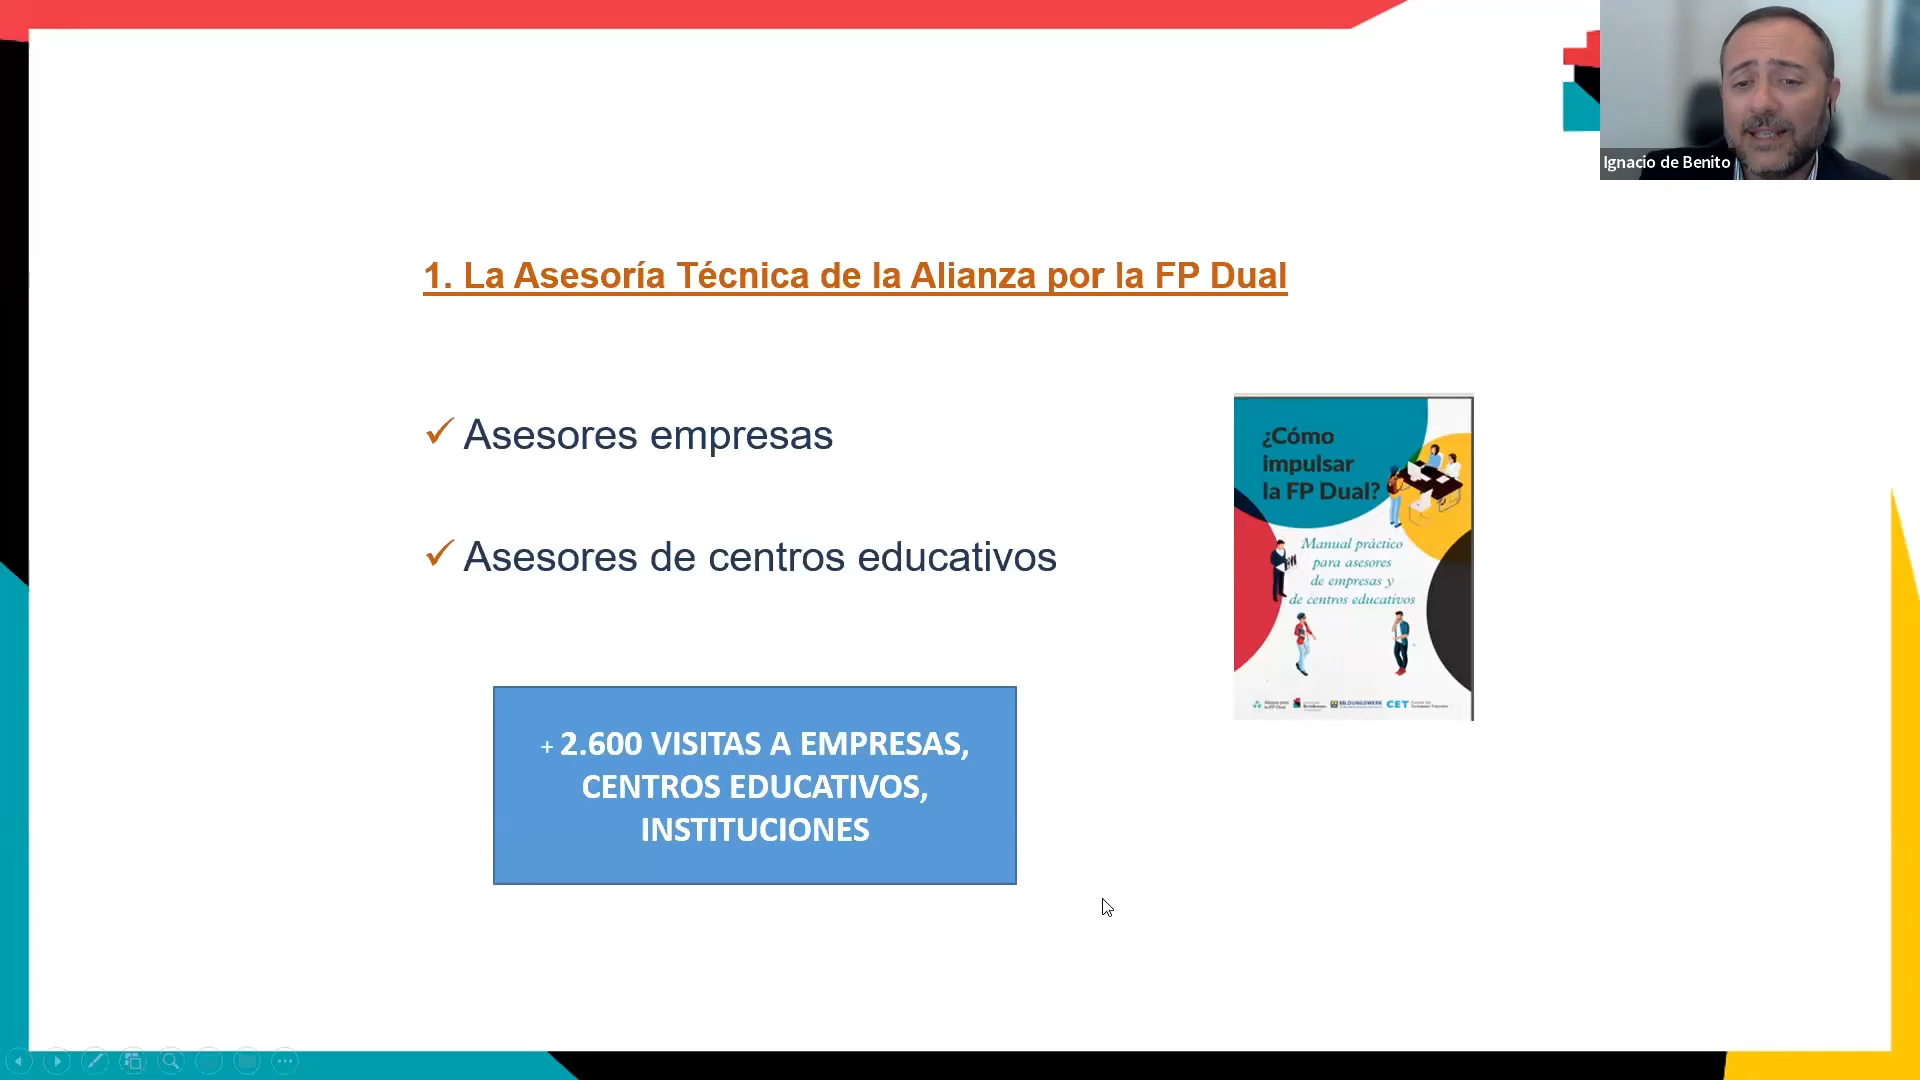 Ignacio de Benito
1. La Asesoría Técnica de la Alianza por la FP Dual
✓ Asesores empresas
✓ Asesores de centros educativos
+ 2.600 VISITAS A EMPRESAS,
CENTROS EDUCATIVOS,
INSTITUCIONES
¿Cómo
impulsar
la FP Dual?
Manual práctico
para asesores
de empresas y
de centros educativos
BILDUNGSWERK
CET